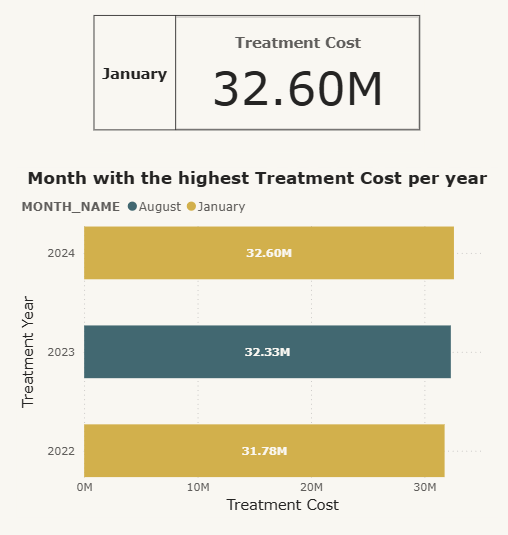 Treatment Cost
January
32.60M
Month with the highest Treatment Cost per year
MONTH_NAME August January
2024 32.60M
2023 32.33M
2022 31.78M
Treatment Year
0M 10M 20M 30M
Treatment Cost